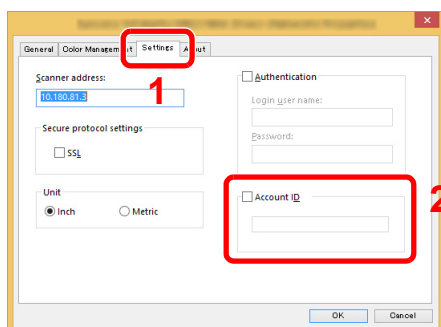 General Color Management Settings About
1
Scanner address:
10.180.81.3
Secure protocol settings
SSL
Unit
Inch Metric
Authentication
Login user name:
Password:
2
Account ID
OK Cancel